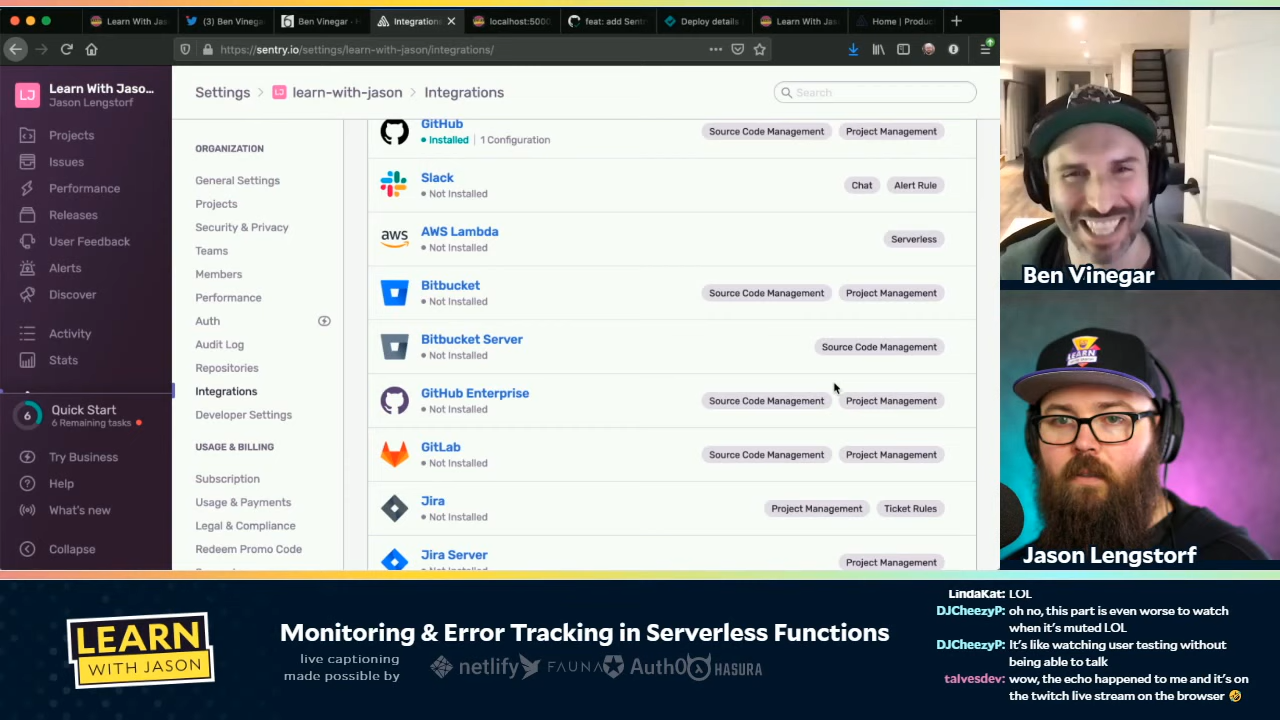 Learn With Jas
(3) Ben Vinega
Ben Vinegar - H
Integrations
localhost:5000
feat: add Sent
Deploy details
Learn With Jas
Home | Produc
https://sentry.io/settings/learn-with-jason/integrations/
LJ
Learn With Jaso...
Jason Lengstorf
Projects
Issues
Performance
Releases
User Feedback
Alerts
Discover
Activity
Stats
6
Quick Start
6 Remaining tasks
Try Business
Help
What's new
Collapse
Settings > LJ learn-with-jason > Integrations
Search
ORGANIZATION
General Settings
Projects
Security & Privacy
Teams
Members
Performance
Auth
Audit Log
Repositories
Integrations
Developer Settings
USAGE & BILLING
Subscription
Usage & Payments
Legal & Compliance
Redeem Promo Code
GitHub
Installed | 1 Configuration
Source Code Management Project Management
Slack
Not Installed
Chat Alert Rule
aws
AWS Lambda
Not Installed
Serverless
Bitbucket
Not Installed
Source Code Management Project Management
Bitbucket Server
Not Installed
Source Code Management
GitHub Enterprise
Not Installed
Source Code Management Project Management
GitLab
Not Installed
Source Code Management Project Management
Jira
Not Installed
Project Management Ticket Rules
Jira Server
Not Installed
Project Management
Ben Vinegar
LEARN
Jason Lengstorf
LEARN
WITH JASON
Monitoring & Error Tracking in Serverless Functions
live captioning
made possible by
netlify
FAUNA
Auth0
HASURA
LindaKat: LOL
DJCheezyP: oh no, this part is even worse to watch
when it's muted LOL
DJCheezyP: It's like watching user testing without
being able to talk
talvesdev: wow, the echo happened to me and it's on
the twitch live stream on the browser 🤣